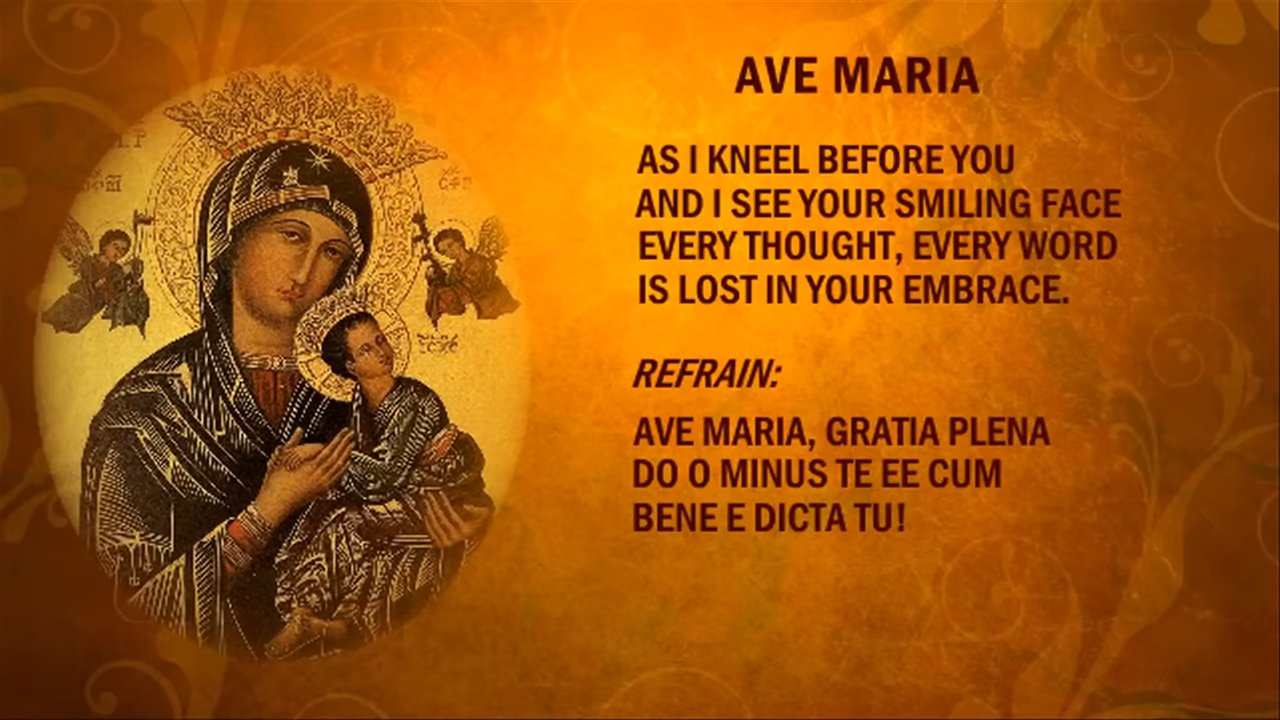 AVE MARIA
AS I KNEEL BEFORE YOU
AND I SEE YOUR SMILING FACE
EVERY THOUGHT, EVERY WORD
IS LOST IN YOUR EMBRACE.
REFRAIN:
AVE MARIA, GRATIA PLENA
DO O MINUS TE EE CUM
BENE E DICTA TU!